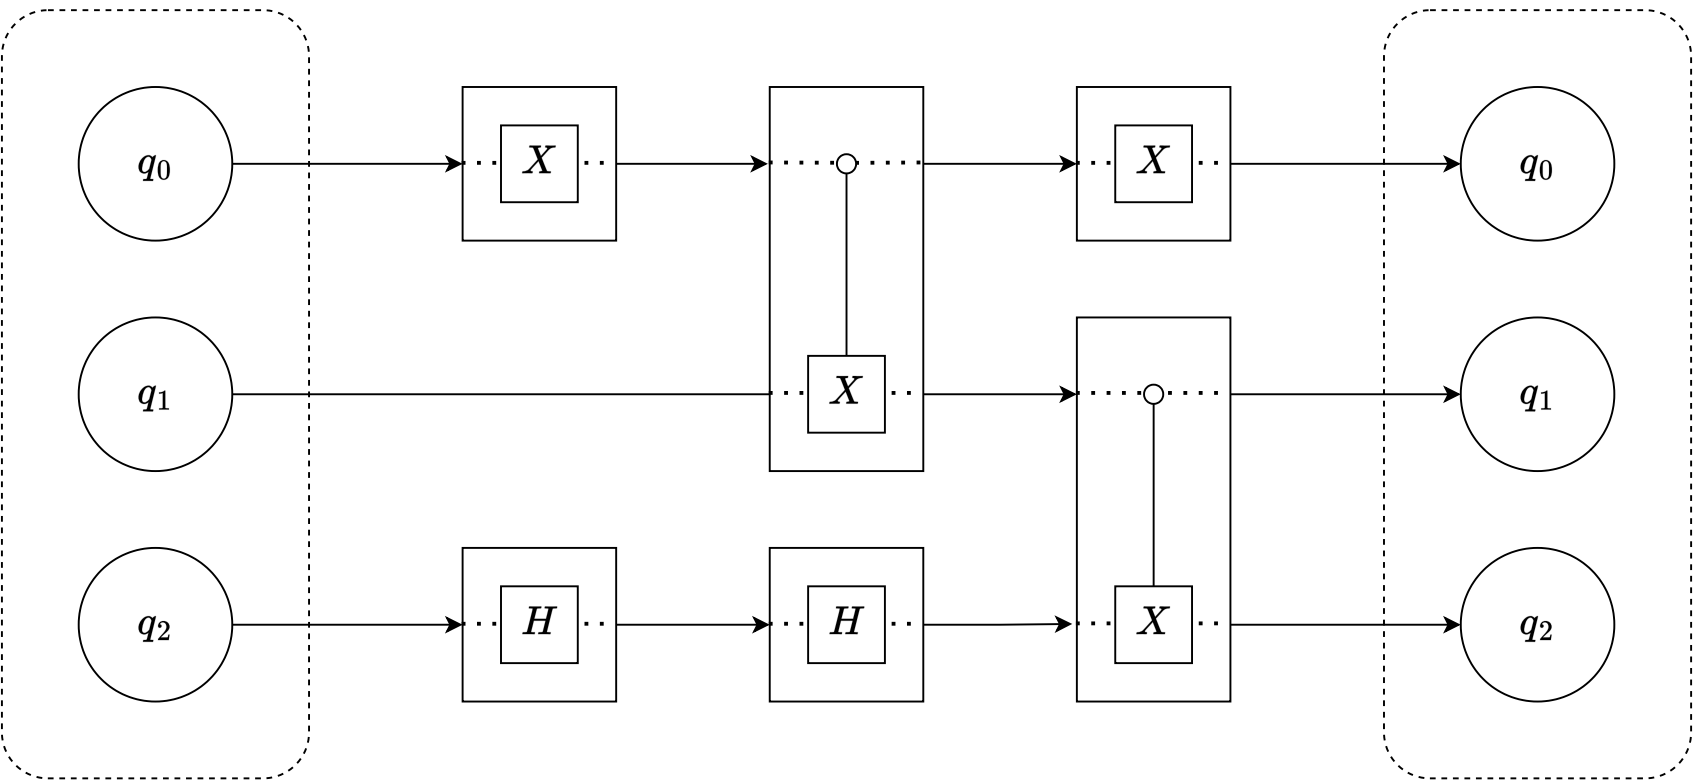 q₀ X X q₀
q₁ X q₁
q₂ H H X q₂